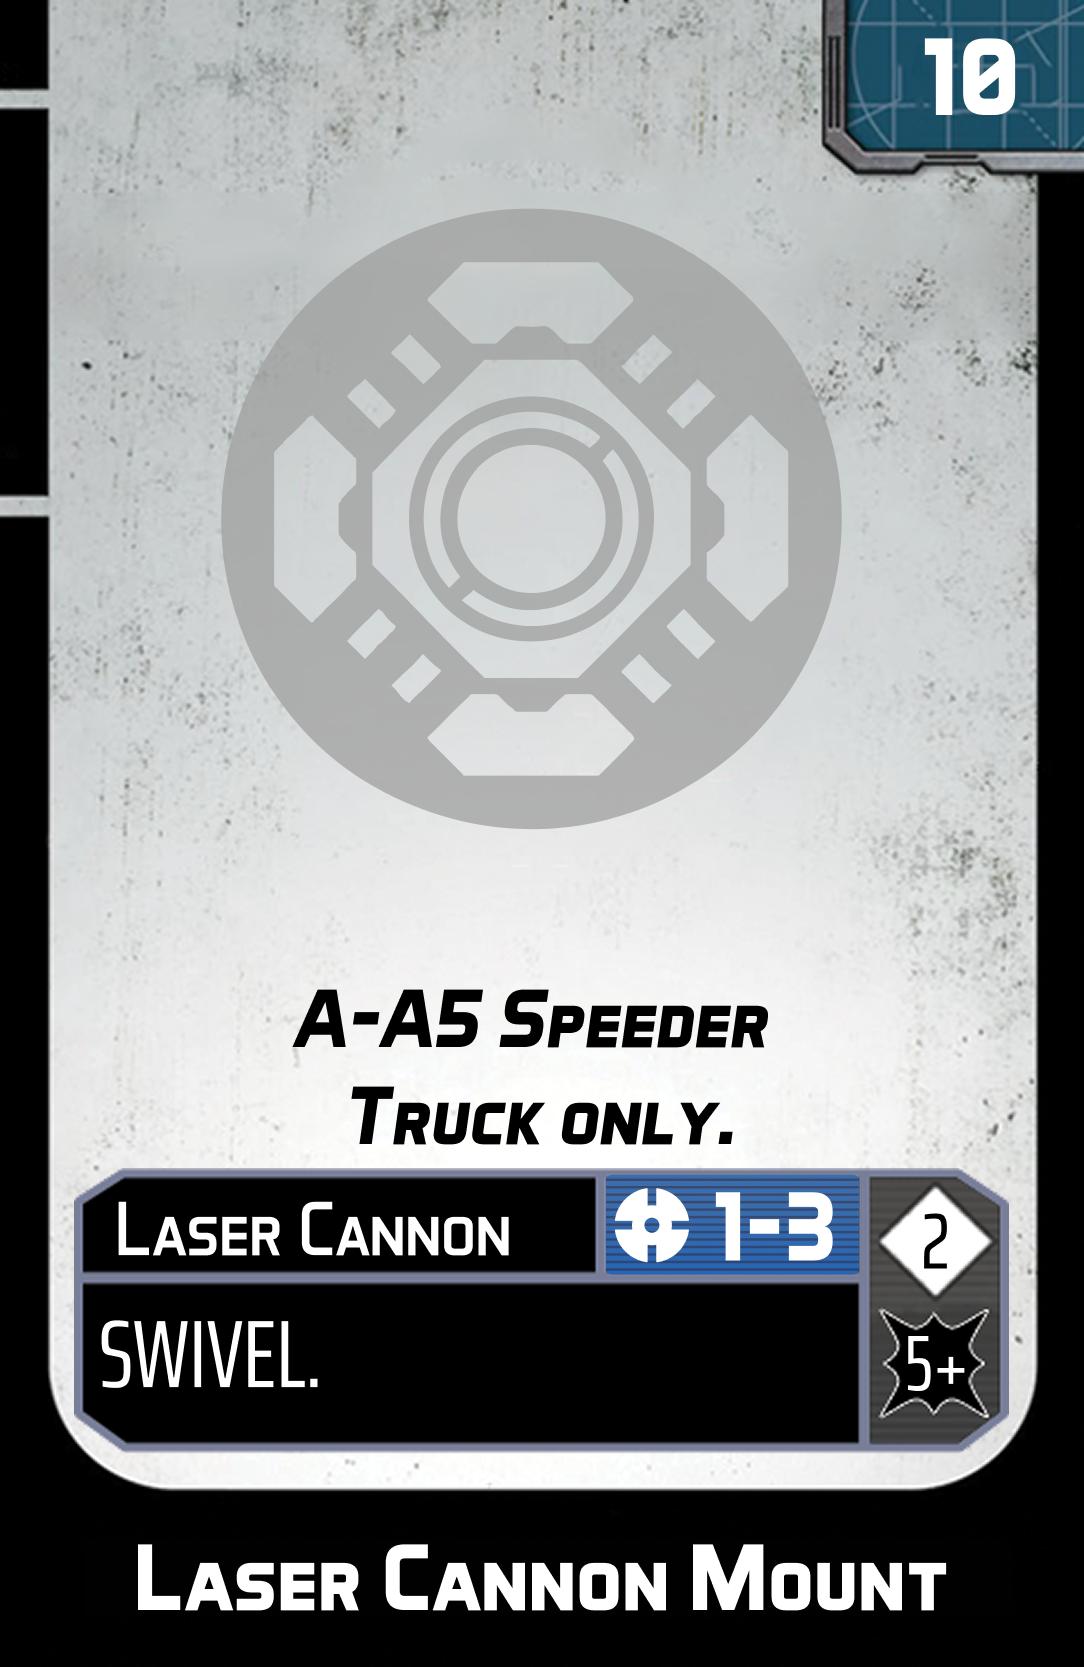 10
A-A5 Speeder
Truck only.
Laser Cannon 1-3 2
SWIVEL. 5+
Laser Cannon Mount